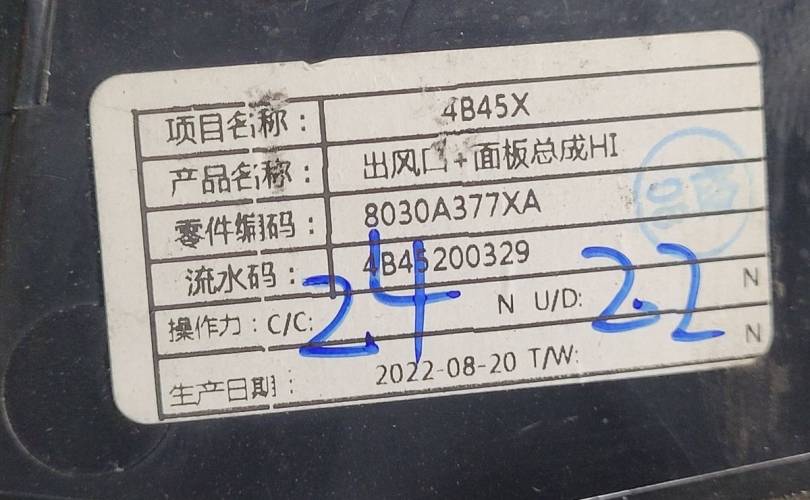 项目名称： 4B45X
产品名称： 出风口+面板总成HI
零件编码： 8030A377XA
流水码： 4B45200329
操作力：C/C: 2.4 N U/D: 2.2 N
生产日期： 2022-08-20 T/W: N